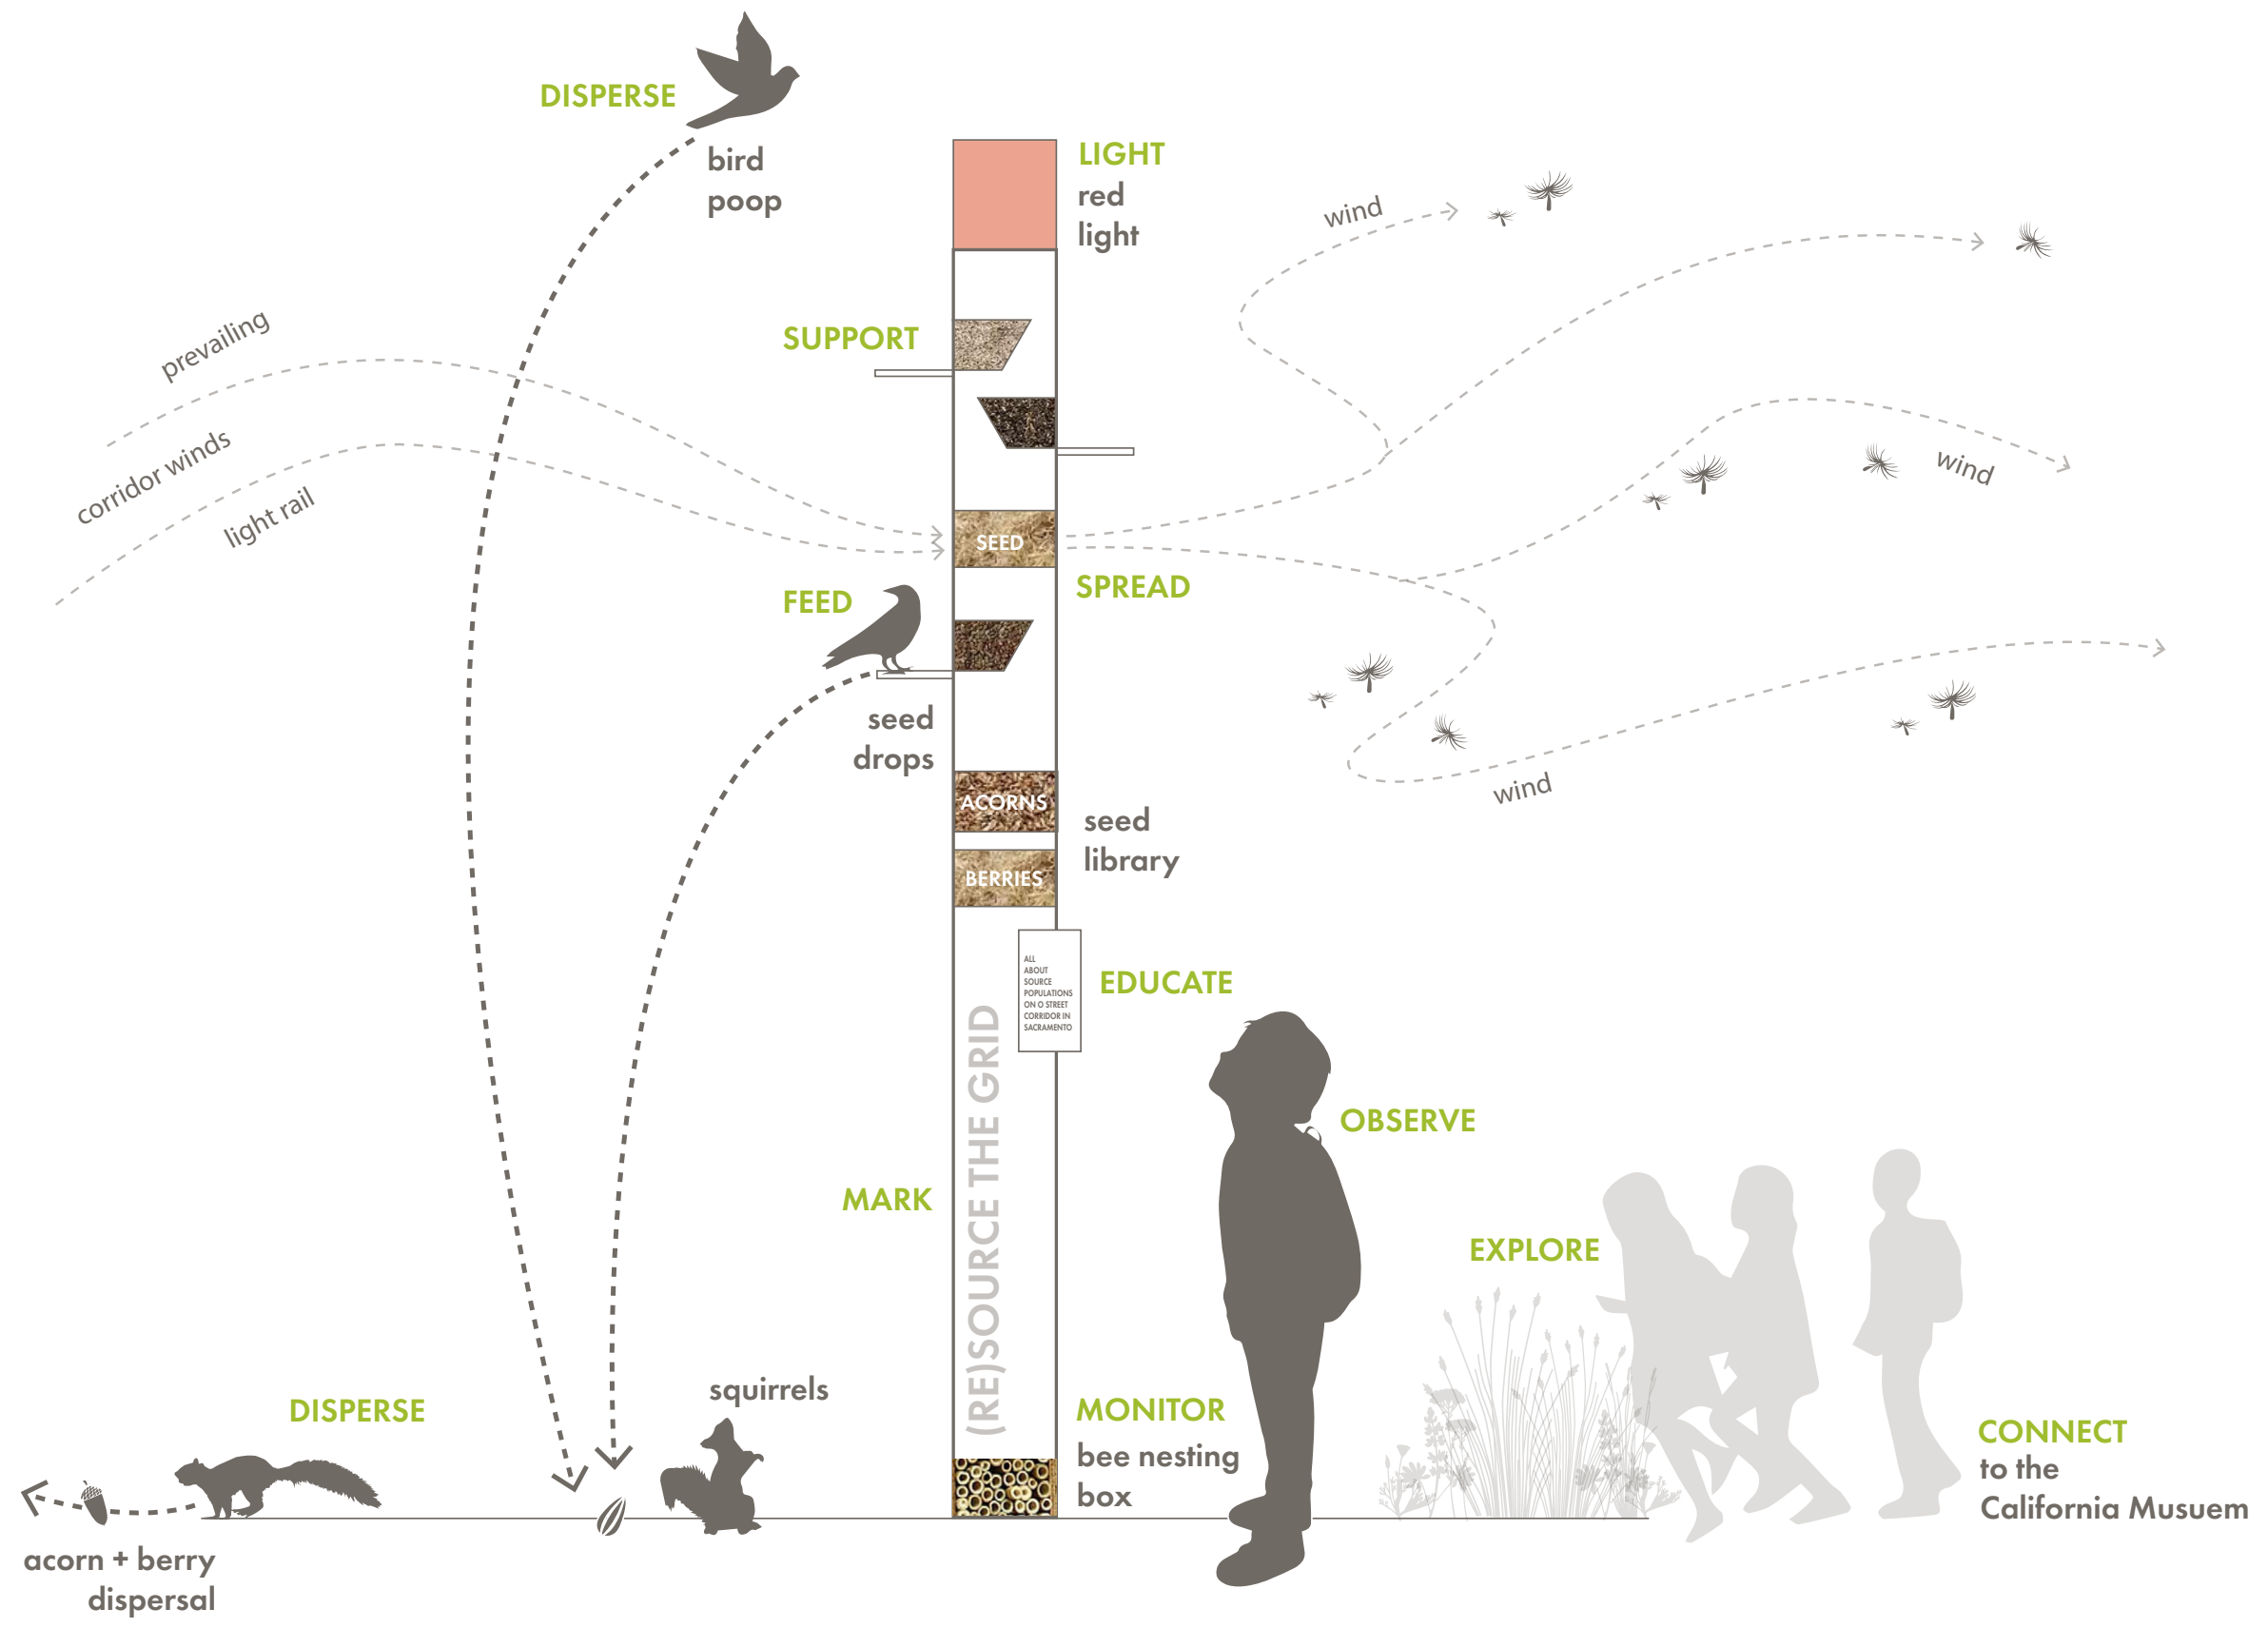 DISPERSE
bird
poop
LIGHT
red
light
wind
prevailing
SUPPORT
corridor winds
light rail
wind
SEED
SPREAD
FEED
seed
drops
wind
ACORNS
seed
library
BERRIES
ALL
ABOUT
SOURCE
POPULATIONS
ON O STREET
CORRIDOR IN
SACRAMENTO
EDUCATE
(RE)SOURCE THE GRID
OBSERVE
MARK
EXPLORE
squirrels
DISPERSE
MONITOR
bee nesting
box
CONNECT
to the
California Musuem
acorn + berry
dispersal